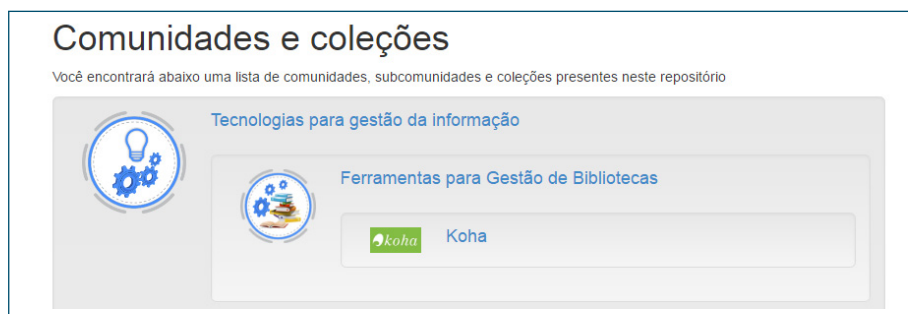 Comunidades e coleções
Você encontrará abaixo uma lista de comunidades, subcomunidades e coleções presentes neste repositório
Tecnologias para gestão da informação
Ferramentas para Gestão de Bibliotecas
koha Koha